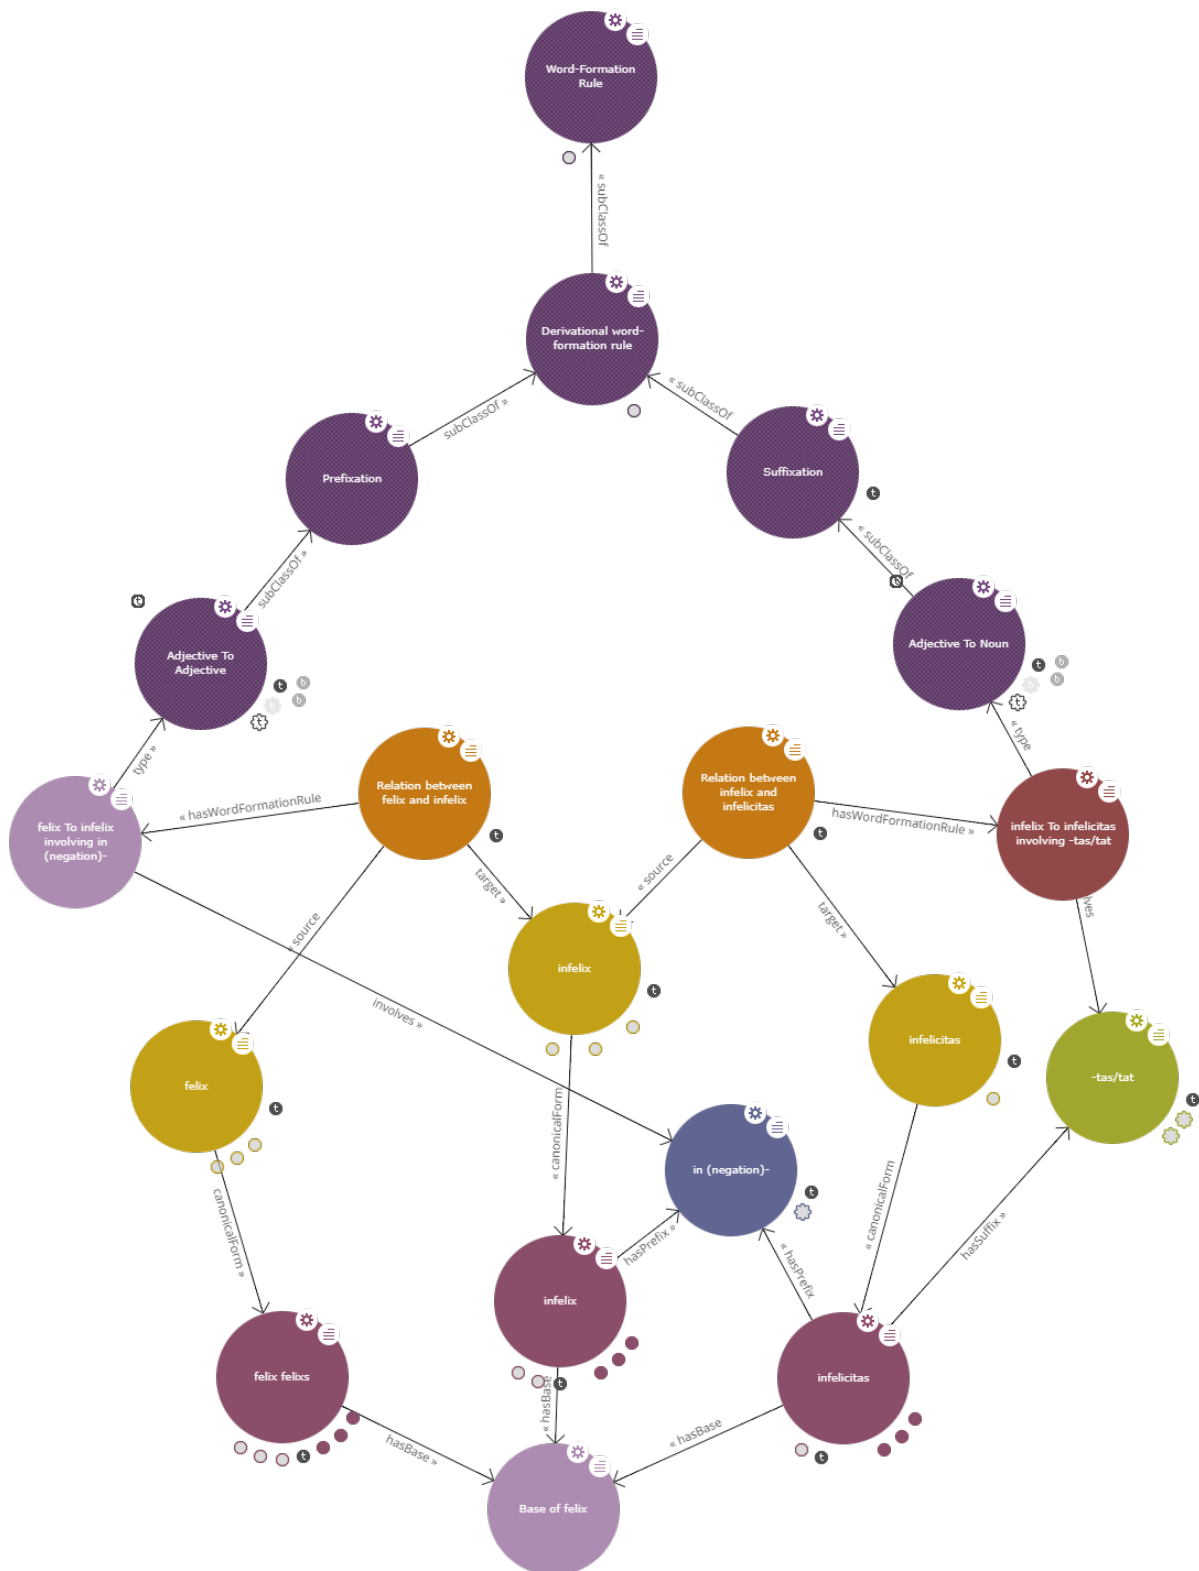 Word-Formation
Rule
« subClassOf
Derivational word-
formation rule
subClassOf »
« subClassOf
Prefixation
Suffixation
t
subClassOf »
« subClassOf
t
Adjective To
Adjective
t
b
b
b
t
Adjective To Noun
t
b
b
b
t
type »
« type
felix To infelix
involving in
(negation)-
« hasWordFormationRule
Relation between
felix and infelix
t
Relation between
infelix and
infelicitas
t
hasWordFormationRule »
infelix To infelicitas
involving -tas/tat
« source
target »
« source
target »
lves
involves »
infelix
t
felix
t
infelicitas
t
-tas/tat
t
canonicalForm »
« canonicalForm
in (negation)-
t
« canonicalForm
hasPrefix »
« hasPrefix
hasSuffix »
felix felixs
t
infelix
t
infelicitas
t
hasBase »
« hasBase
« hasBase
Base of felix